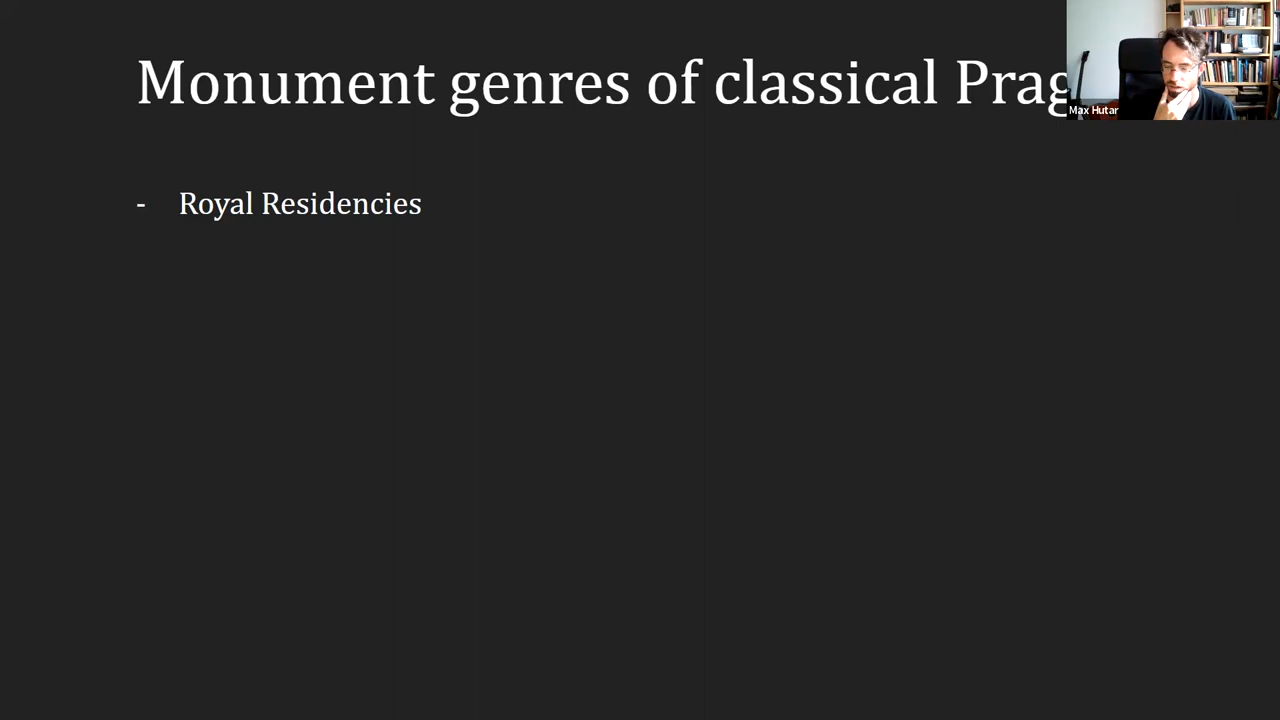 Monument genres of classical Prag
Max Hutar
- Royal Residencies